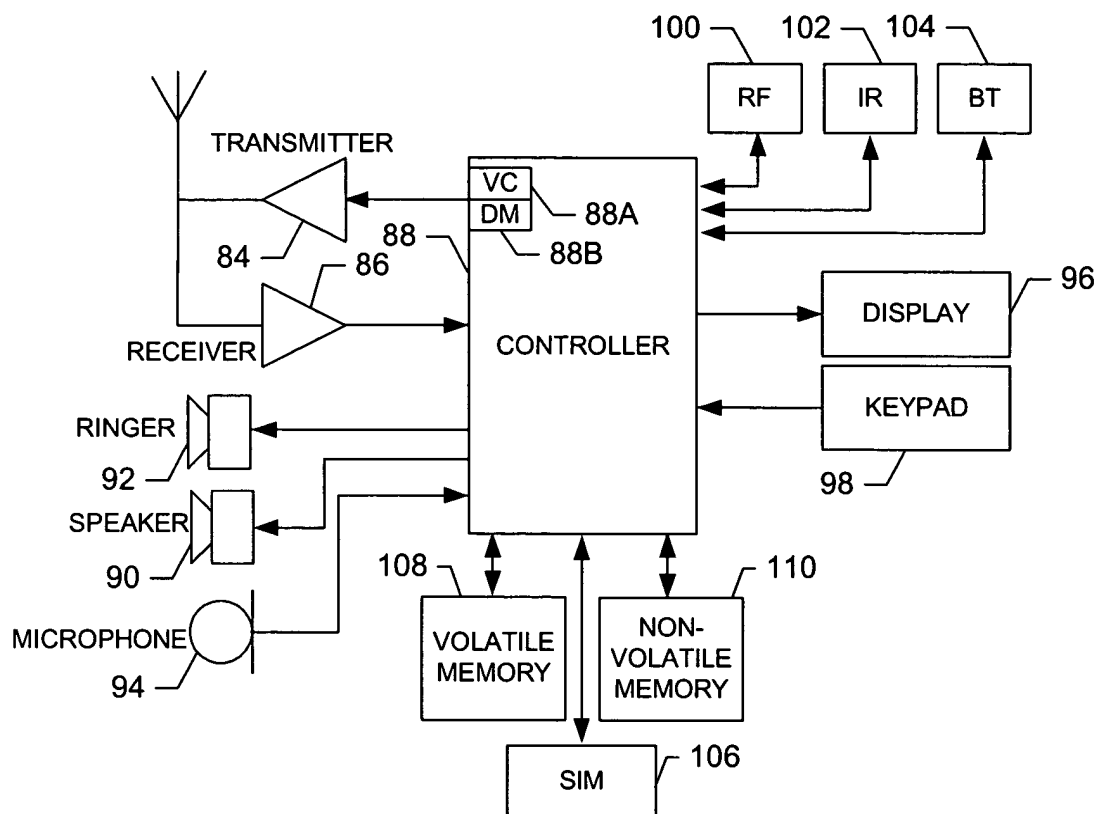 100
102
104
RF
IR
BT
TRANSMITTER
VC
DM
88A
88B
84
88
86
96
DISPLAY
RECEIVER
CONTROLLER
RINGER
92
KEYPAD
98
SPEAKER
90
108
110
MICROPHONE
94
VOLATILE
MEMORY
NON-
VOLATILE
MEMORY
SIM
106